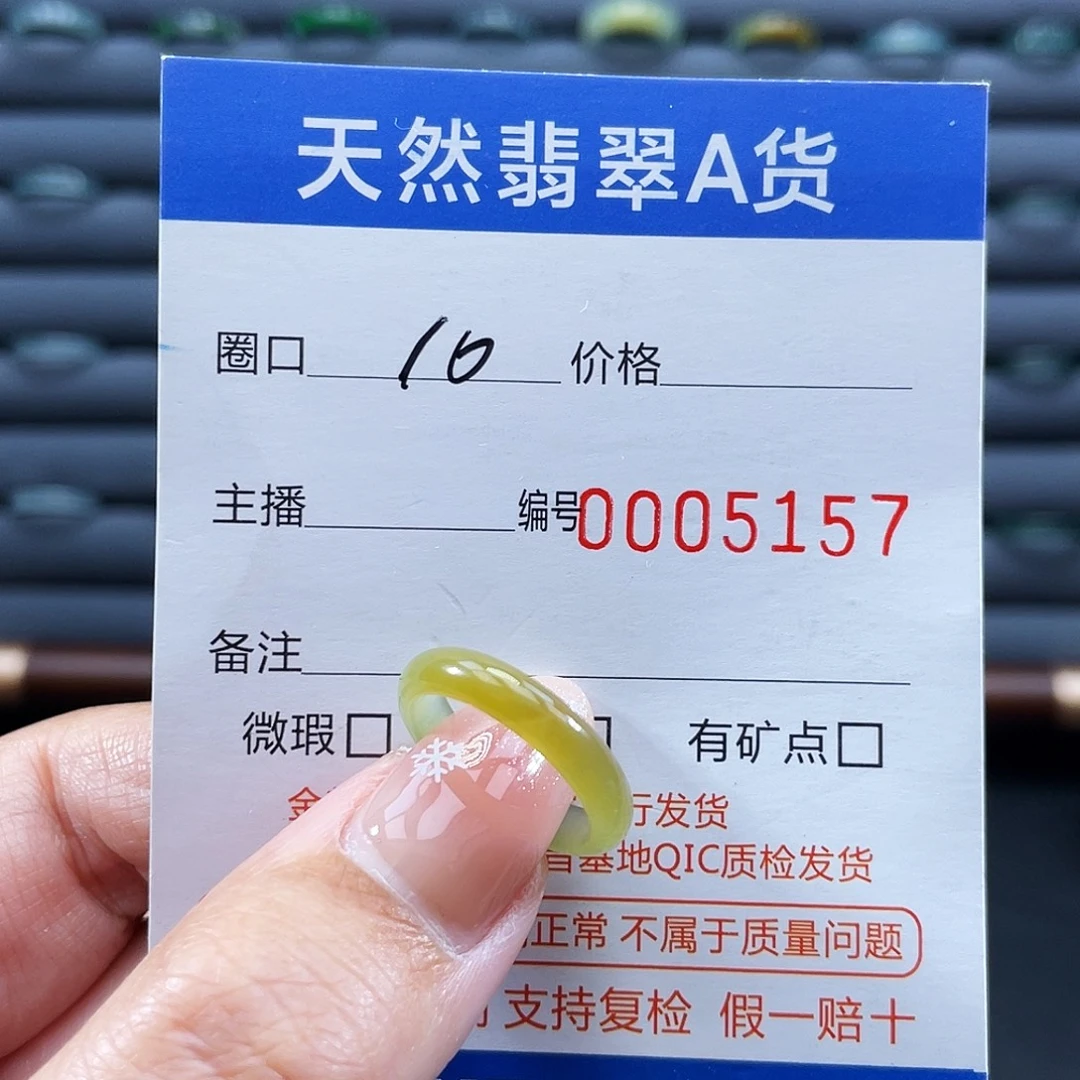 天然翡翠A货
圈口 10 价格
主播 编号0005157
备注
微瑕 有矿点
行发货
基地QIC质检发货
正常 不属于质量问题
支持复检 假一赔十